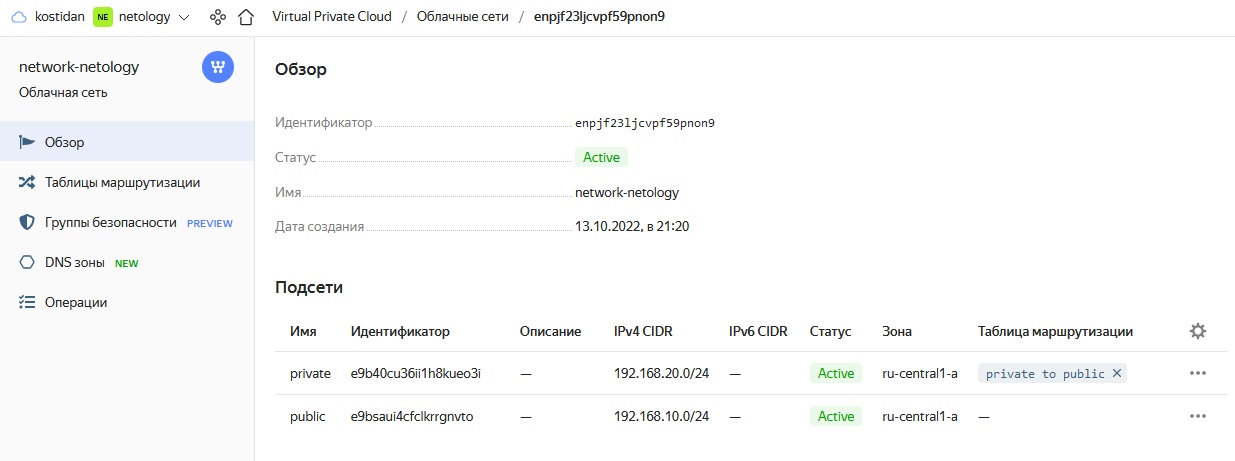 kostidan NE netology Virtual Private Cloud / Облачные сети / enpjf23ljcvpf59pnon9
network-netology
Облачная сеть
Обзор
Таблицы маршрутизации
Группы безопасности PREVIEW
DNS зоны NEW
Операции
Обзор
Идентификатор enpjf23ljcvpf59pnon9
Статус Active
Имя network-netology
Дата создания 13.10.2022, в 21:20
Подсети
Имя Идентификатор Описание IPv4 CIDR IPv6 CIDR Статус Зона Таблица маршрутизации
private e9b40cu36ii1h8kueo3i — 192.168.20.0/24 — Active ru-central1-a private to public ×
public e9bsaui4cfclkrrgnvto — 192.168.10.0/24 — Active ru-central1-a —